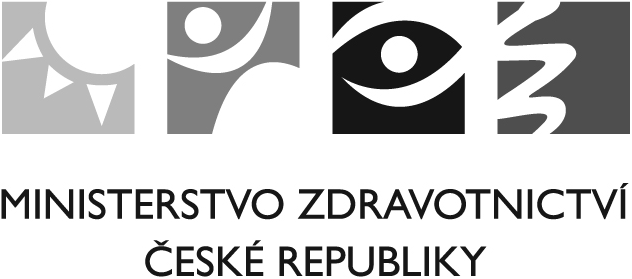 MINISTERSTVO ZDRAVOTNICTVÍ
ČESKÉ REPUBLIKY